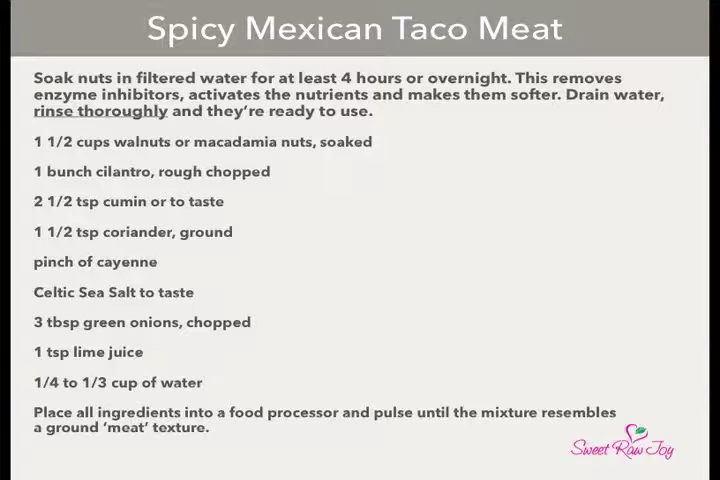 Spicy Mexican Taco Meat
Soak nuts in filtered water for at least 4 hours or overnight. This removes
enzyme inhibitors, activates the nutrients and makes them softer. Drain water,
rinse thoroughly and they're ready to use.
1 1/2 cups walnuts or macadamia nuts, soaked
1 bunch cilantro, rough chopped
2 1/2 tsp cumin or to taste
1 1/2 tsp coriander, ground
pinch of cayenne
Celtic Sea Salt to taste
3 tbsp green onions, chopped
1 tsp lime juice
1/4 to 1/3 cup of water
Place all ingredients into a food processor and pulse until the mixture resembles
a ground 'meat' texture.
Sweet Raw Joy